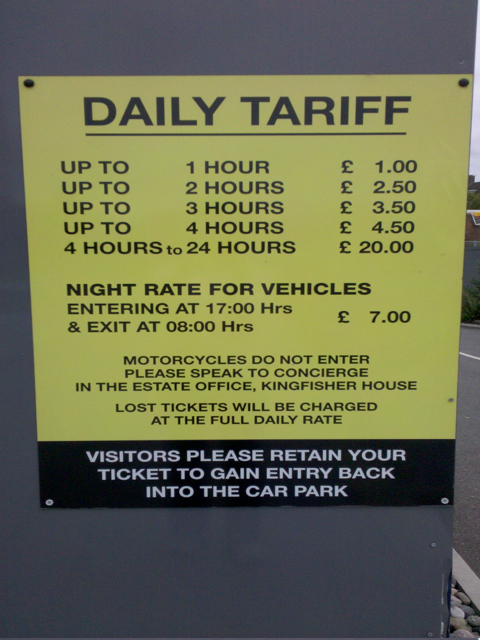 DAILY TARIFF
UP TO 1 HOUR £ 1.00
UP TO 2 HOURS £ 2.50
UP TO 3 HOURS £ 3.50
UP TO 4 HOURS £ 4.50
4 HOURS to 24 HOURS £ 20.00
NIGHT RATE FOR VEHICLES
ENTERING AT 17:00 Hrs
& EXIT AT 08:00 Hrs £ 7.00
MOTORCYCLES DO NOT ENTER
PLEASE SPEAK TO CONCIERGE
IN THE ESTATE OFFICE, KINGFISHER HOUSE
LOST TICKETS WILL BE CHARGED
AT THE FULL DAILY RATE
VISITORS PLEASE RETAIN YOUR
TICKET TO GAIN ENTRY BACK
INTO THE CAR PARK